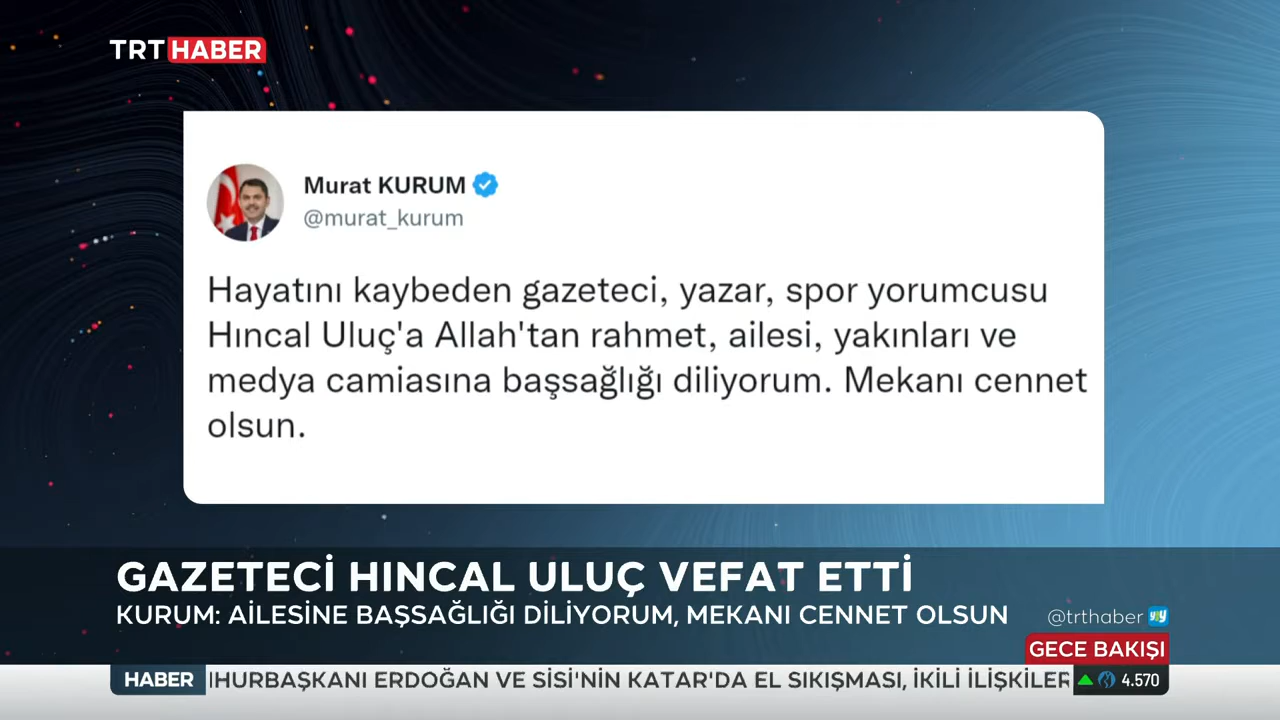 TRT HABER
Murat KURUM
@murat_kurum
Hayatını kaybeden gazeteci, yazar, spor yorumcusu
Hıncal Uluç'a Allah'tan rahmet, ailesi, yakınları ve
medya camiasına başsağlığı diliyorum. Mekanı cennet
olsun.
GAZETECİ HINCAL ULUÇ VEFAT ETTİ
KURUM: AİLESİNE BAŞSAĞLIĞI DİLİYORUM, MEKANI CENNET OLSUN
@trthaber
GECE BAKIŞI
HABER IHURBAŞKANI ERDOĞAN VE SİSİ'NİN KATAR'DA EL SIKIŞMASI, İKİLİ İLİŞKİLER 4.570